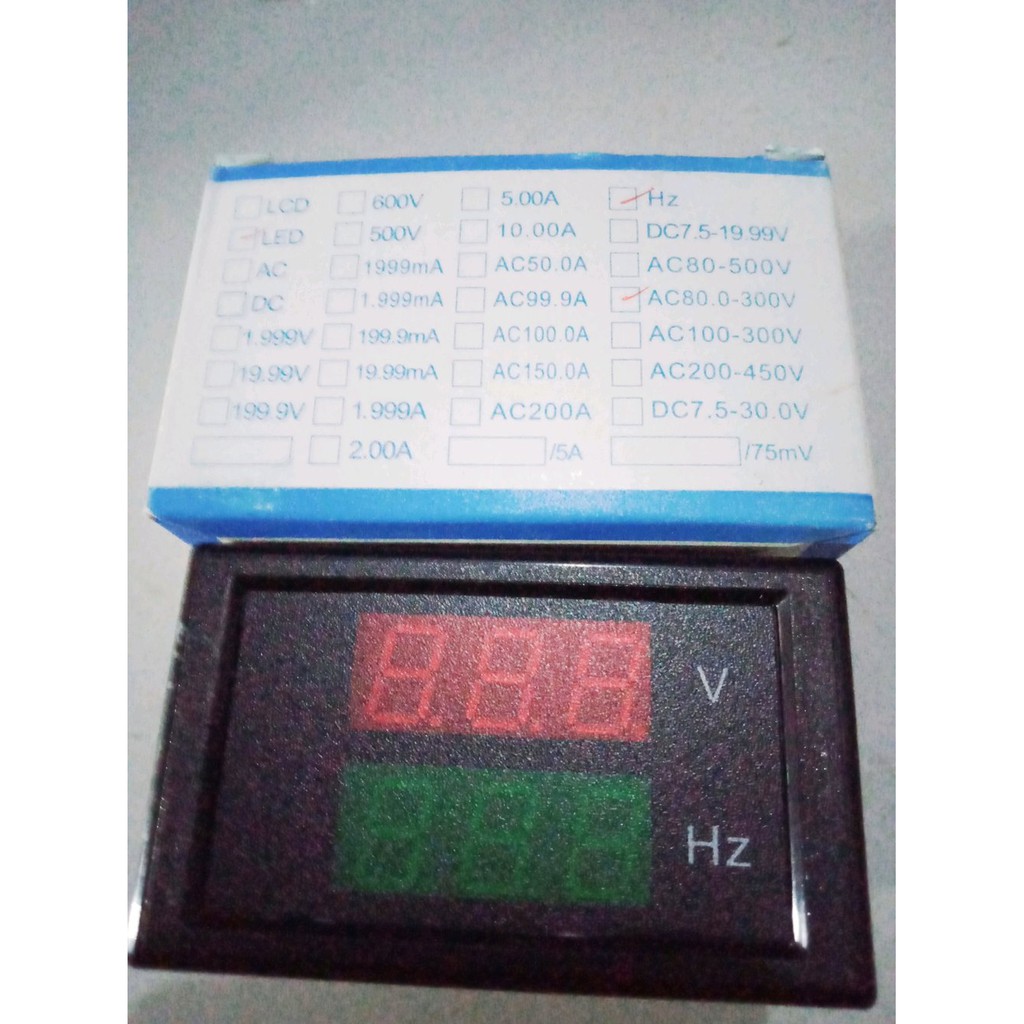 LCD 600V 5.00A Hz
LED 500V 10.00A DC7.5-19.99V
AC 1999mA AC50.0A AC80-500V
DC 1.999mA AC99.9A AC80.0-300V
1.999V 199.9mA AC100.0A AC100-300V
19.99V 19.99mA AC150.0A AC200-450V
199.9V 1.999A AC200A DC7.5-30.0V
2.00A /5A /75mV
V
Hz